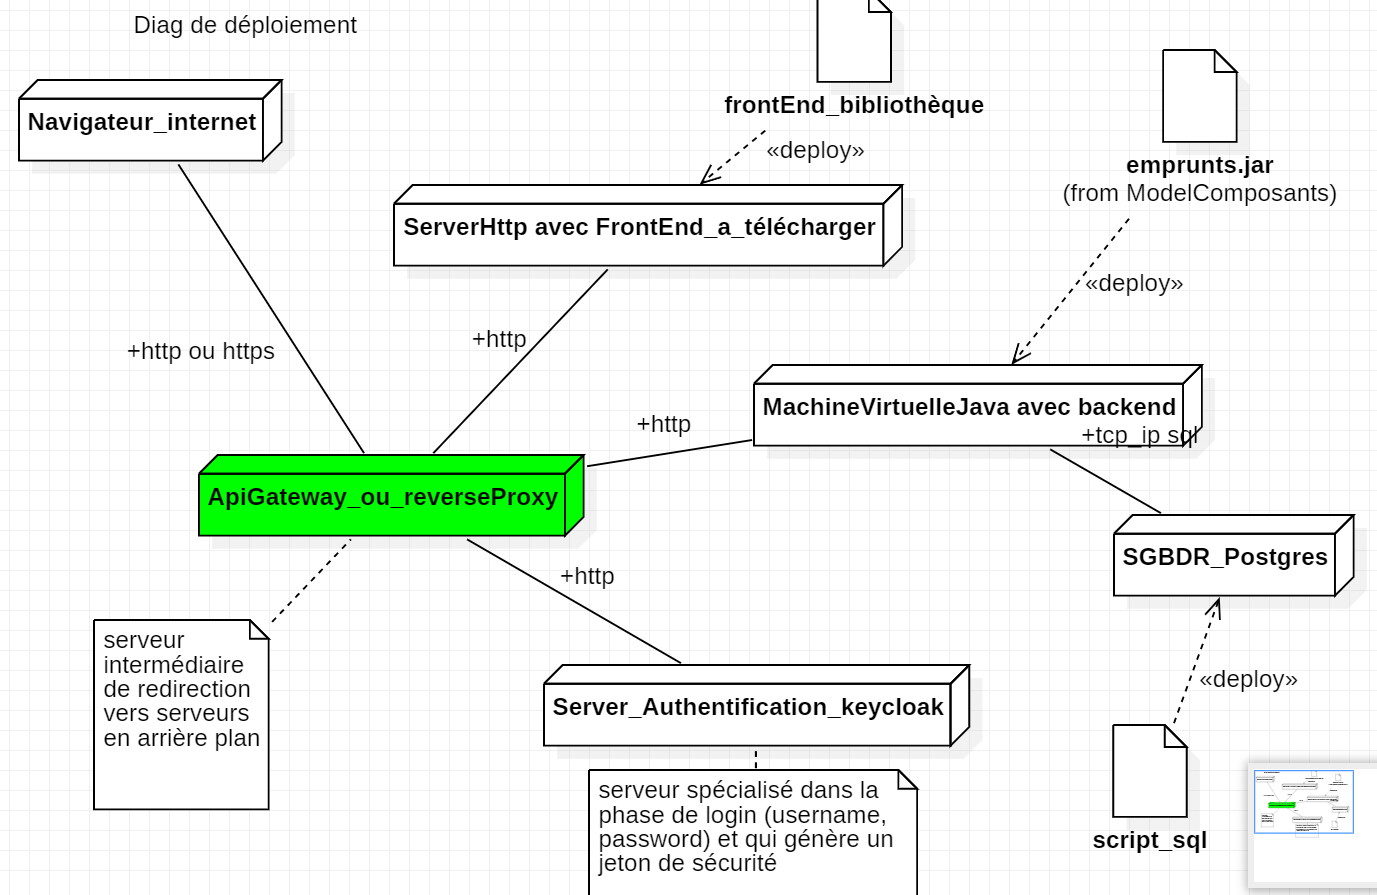 Diag de déploiement
Navigateur_internet
frontEnd_bibliothèque
«deploy»
emprunts.jar
(from ModelComposants)
ServerHttp avec FrontEnd_a_télécharger
«deploy»
+http ou https
+http
MachineVirtuelleJava avec backend
+http
+tcp_ip sql
ApiGateway_ou_reverseProxy
SGBDR_Postgres
+http
serveur
intermédiaire
de redirection
vers serveurs
en arrière plan
Server_Authentification_keycloak
«deploy»
serveur spécialisé dans la
phase de login (username,
password) et qui génère un
jeton de sécurité
script_sql